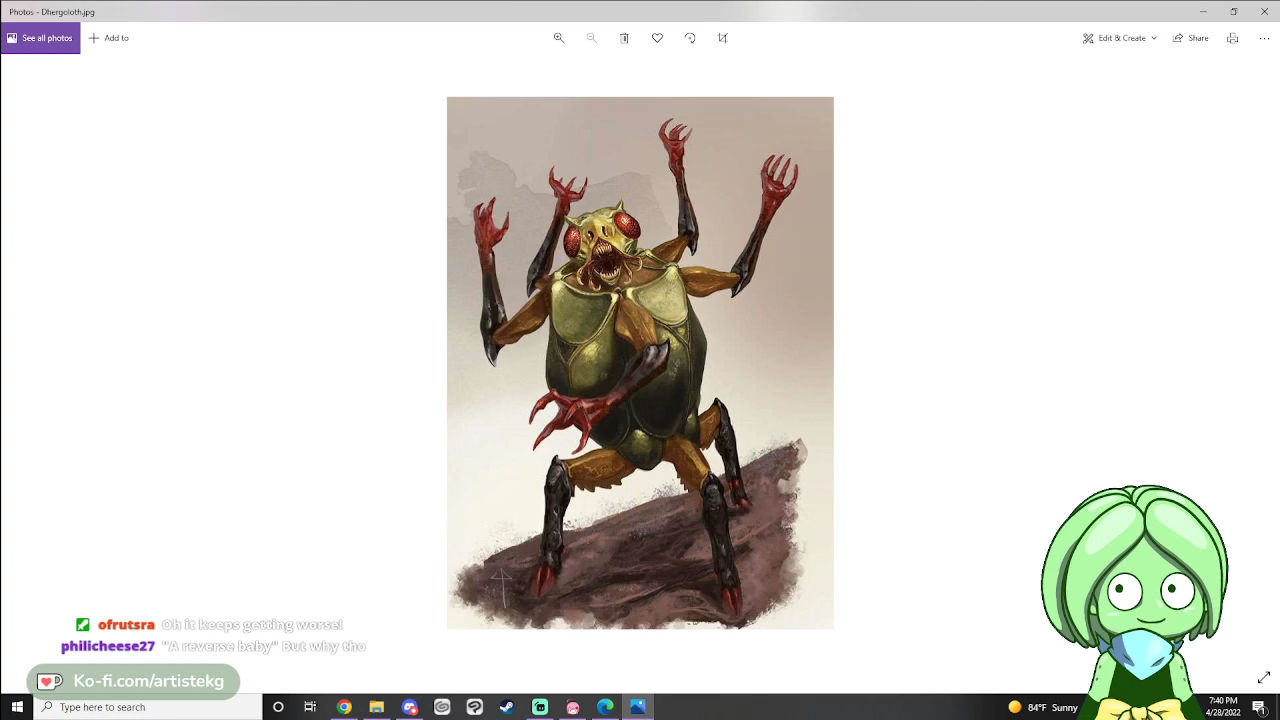 Photos - Dhergoloth.jpg
See all photos
Add to
Edit & Create
Share
ofrutsra Oh it keeps getting worse!
philicheese27 "A reverse baby" But why tho
Ko-fi.com/artistekg
Type here to search
84°F Sunny
7:40 PM
4/28/2022